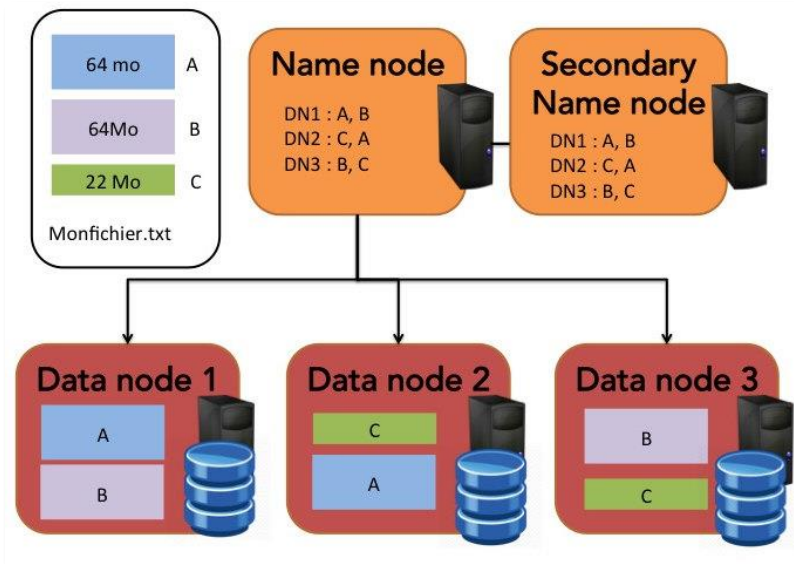 64 mo
A
64Mo
B
22 Mo
C
Monfichier.txt
Name node
DN1 : A, B
DN2 : C, A
DN3 : B, C
Secondary
Name node
DN1 : A, B
DN2 : C, A
DN3 : B, C
Data node 1
A
B
Data node 2
C
A
Data node 3
B
C